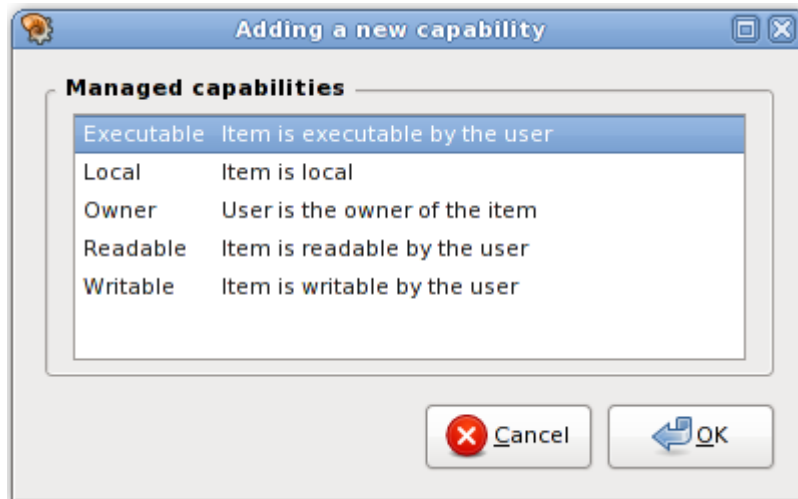 Adding a new capability
Managed capabilities
Executable Item is executable by the user
Local Item is local
Owner User is the owner of the item
Readable Item is readable by the user
Writable Item is writable by the user
Cancel OK